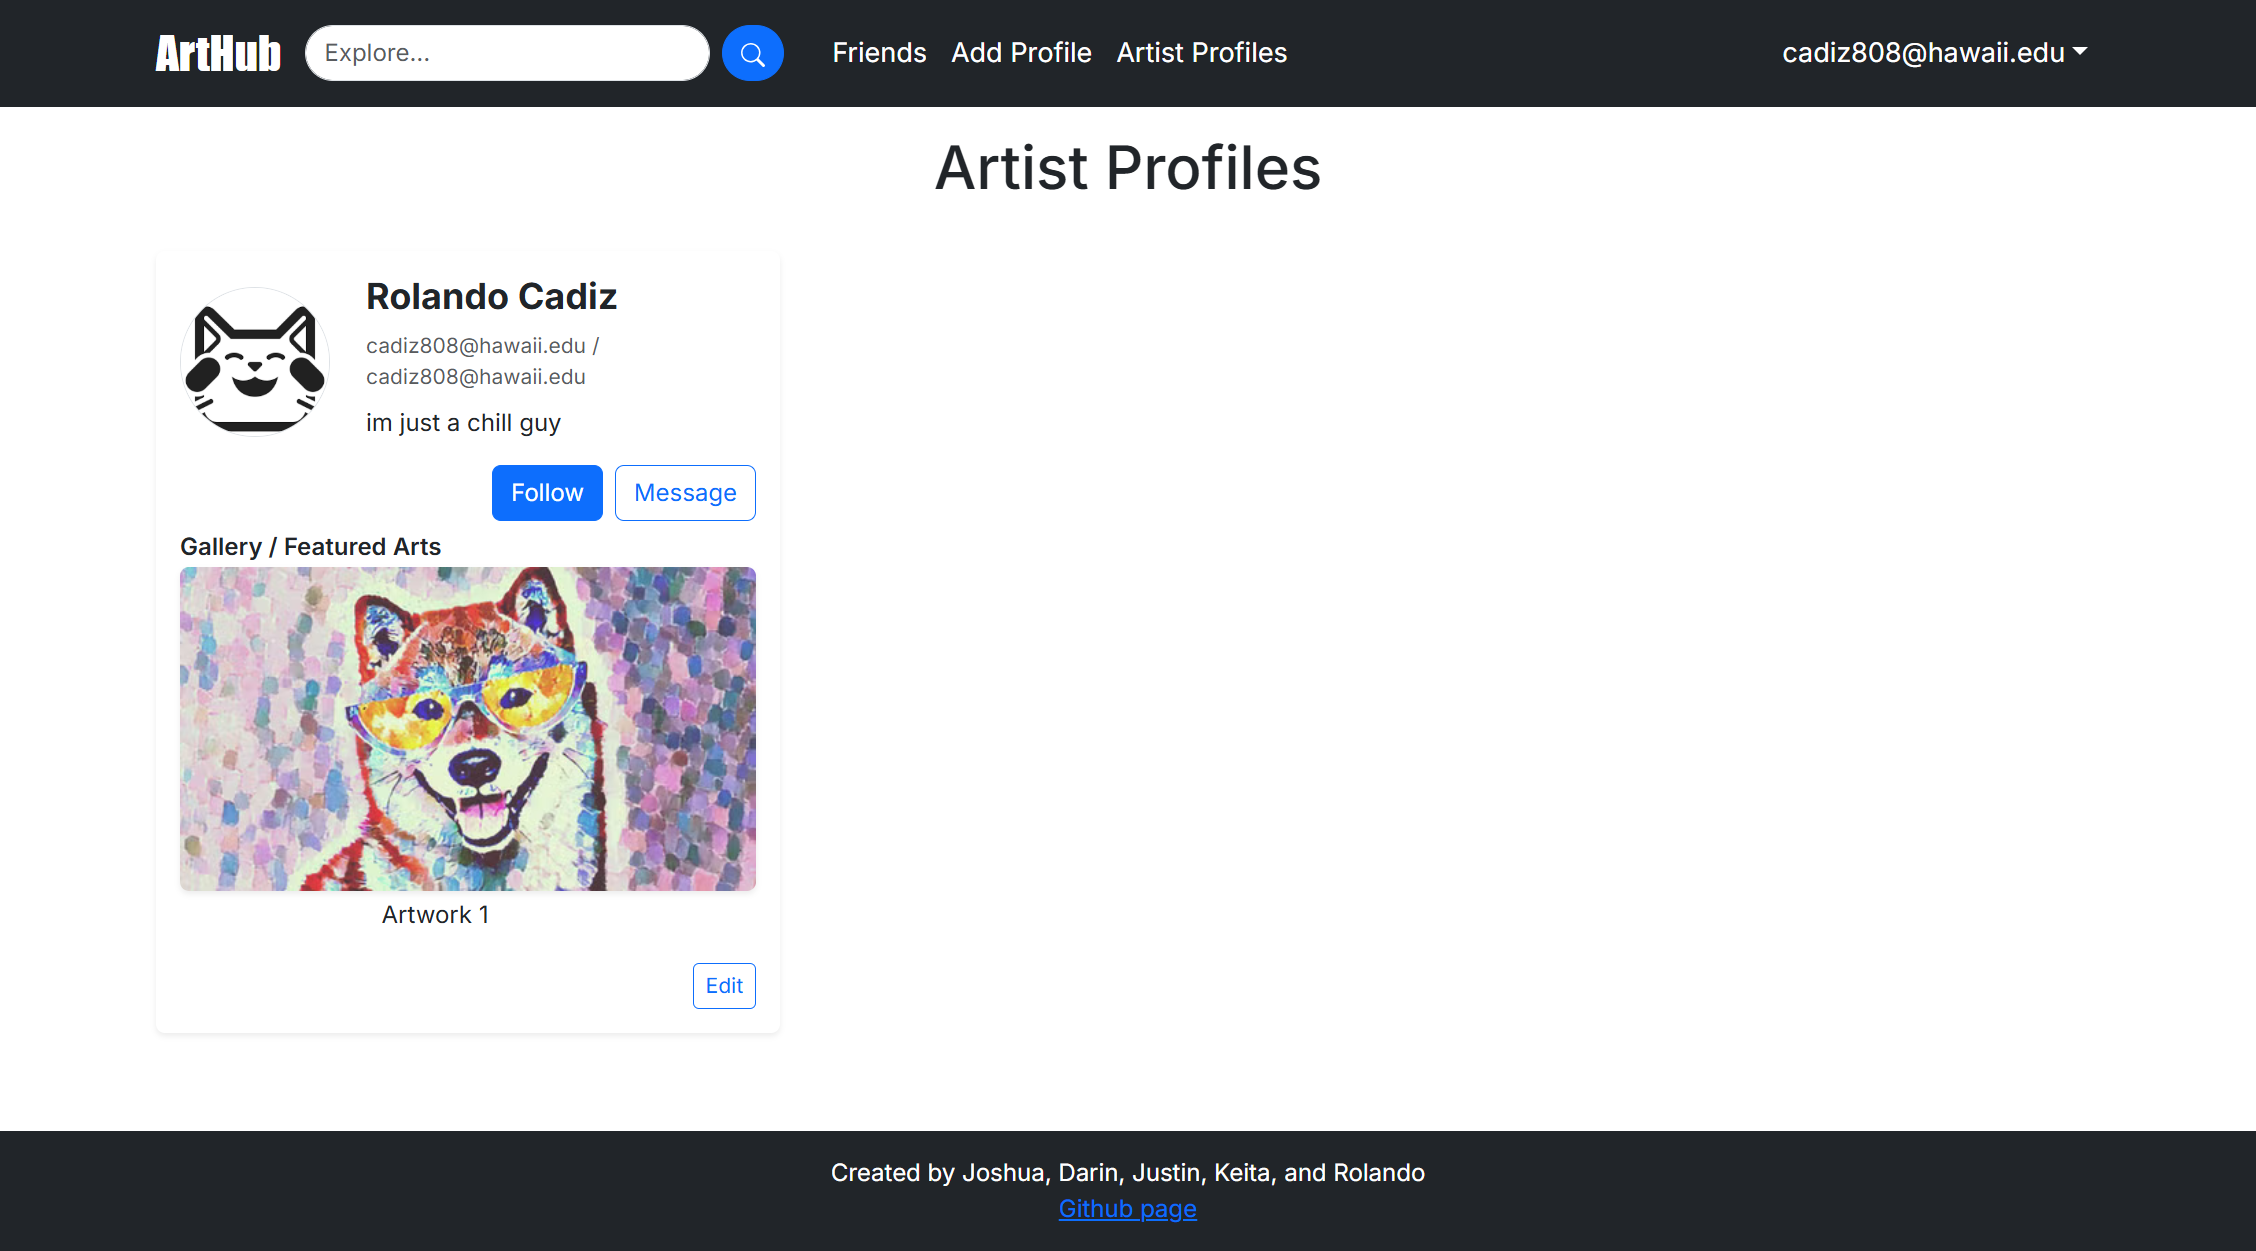 ArtHub
Explore...
Friends
Add Profile
Artist Profiles
cadiz808@hawaii.edu
Artist Profiles
Rolando Cadiz
cadiz808@hawaii.edu /
cadiz808@hawaii.edu
im just a chill guy
Follow
Message
Gallery / Featured Arts
Artwork 1
Edit
Created by Joshua, Darin, Justin, Keita, and Rolando
Github page